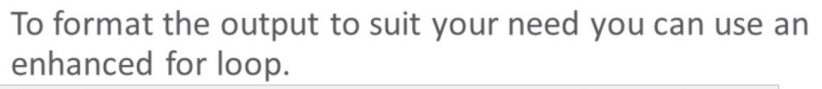 To format the output to suit your need you can use an
enhanced for loop.